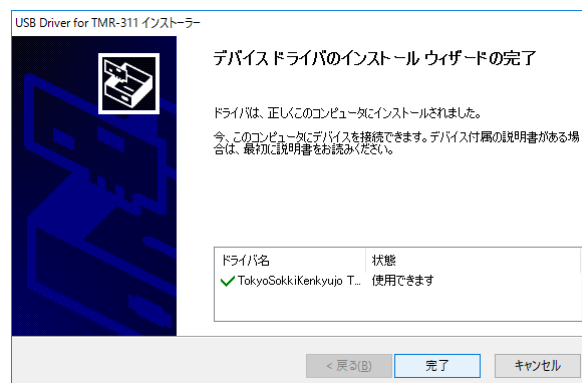 USB Driver for TMR-311 インストーラー
デバイス ドライバのインストール ウィザードの完了
ドライバは、正しくこのコンピュータにインストールされました。
今、このコンピュータにデバイスを接続できます。デバイス付属の説明書がある場
合は、最初に説明書をお読みください。
ドライバ名 状態
TokyoSokkiKenkyujo T... 使用できます
< 戻る(B) 完了 キャンセル